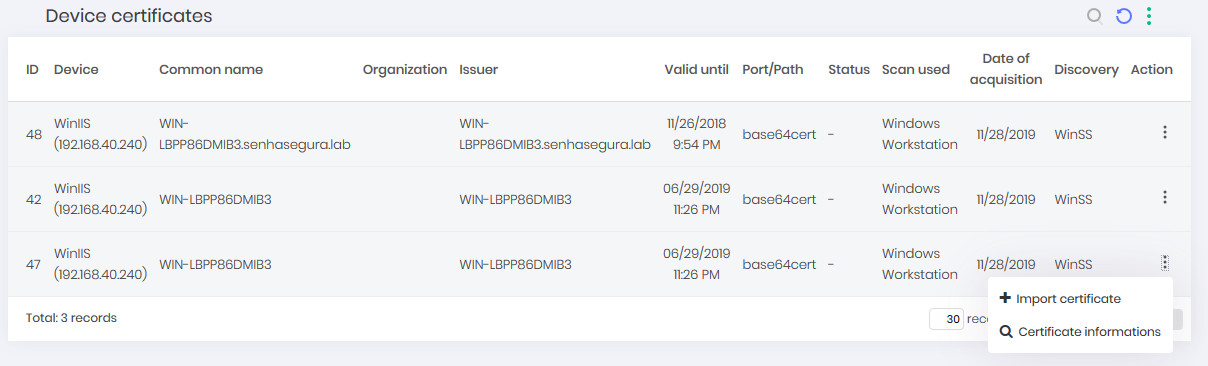 Device certificates
ID Device Common name Organization Issuer Valid until Port/Path Status Scan used Date of acquisition Discovery Action
48 WinIIS (192.168.40.240) WIN-LBPP86DMIB3.senhasegura.lab WIN-LBPP86DMIB3.senhasegura.lab 11/26/2018 9:54 PM base64cert - Windows Workstation 11/28/2019 WinSS
42 WinIIS (192.168.40.240) WIN-LBPP86DMIB3 WIN-LBPP86DMIB3 06/29/2019 11:26 PM base64cert - Windows Workstation 11/28/2019 WinSS
47 WinIIS (192.168.40.240) WIN-LBPP86DMIB3 WIN-LBPP86DMIB3 06/29/2019 11:26 PM base64cert - Windows Workstation 11/28/2019 WinSS
Import certificate
Total: 3 records 30
Certificate informations